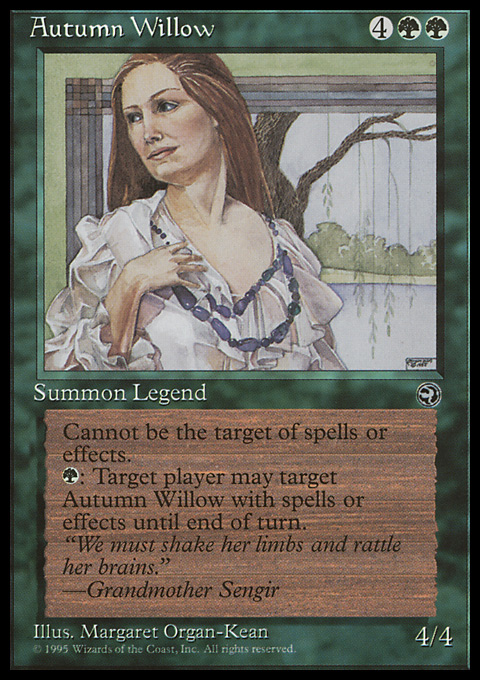 Autumn Willow 4
Summon Legend
Cannot be the target of spells or
effects.
: Target player may target
Autumn Willow with spells or
effects until end of turn.
“We must shake her limbs and rattle
her brains.”
—Grandmother Sengir
Illus. Margaret Organ-Kean
4/4
© 1995 Wizards of the Coast, Inc. All rights reserved.